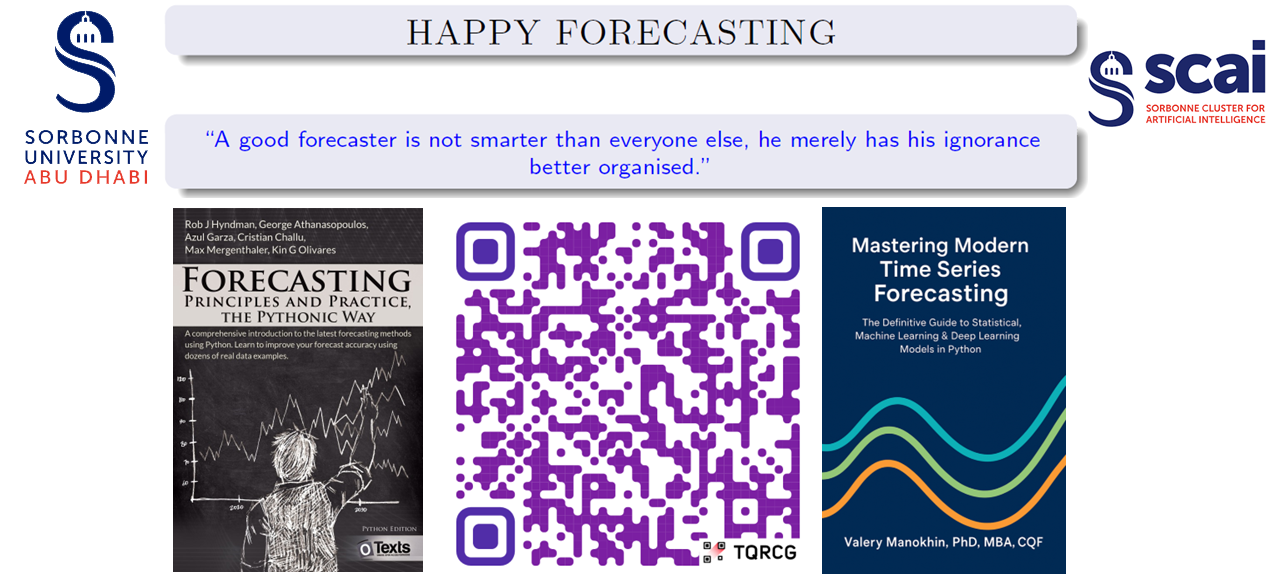 HAPPY FORECASTING
SORBONNE
UNIVERSITY
ABU DHABI
scai
SORBONNE CLUSTER FOR
ARTIFICIAL INTELLIGENCE
“A good forecaster is not smarter than everyone else, he merely has his ignorance
better organised.”
Rob J Hyndman, George Athanasopoulos,
Azul Garza, Cristian Challu,
Max Mergenthaler, Kin G Olivares
FORECASTING
PRINCIPLES AND PRACTICE,
THE PYTHONIC WAY
A comprehensive introduction to the latest forecasting methods
using Python. Learn to improve your forecast accuracy using
dozens of real data examples.
PYTHON EDITION
OTexts
TQRCG
Mastering Modern
Time Series
Forecasting
The Definitive Guide to Statistical,
Machine Learning & Deep Learning
Models in Python
Valery Manokhin, PhD, MBA, CQF